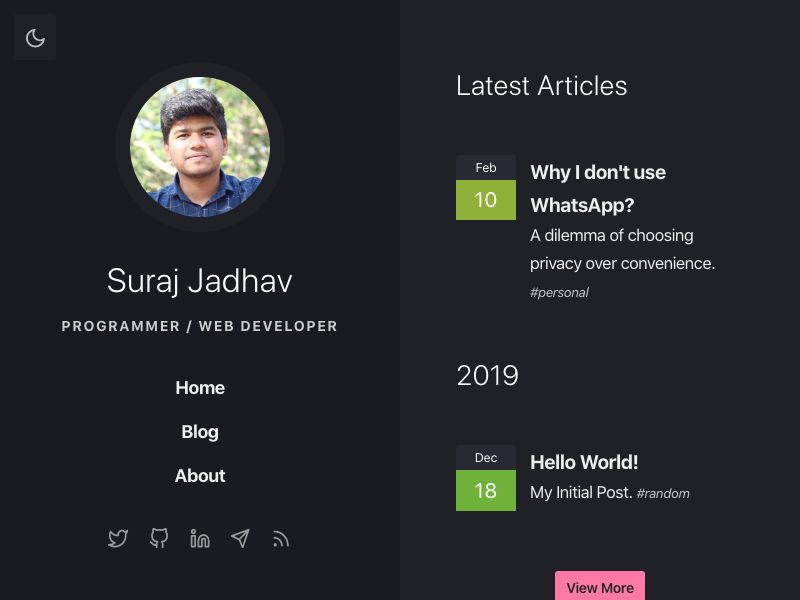 Suraj Jadhav
PROGRAMMER / WEB DEVELOPER
Home
Blog
About
Latest Articles
Feb
10
Why I don't use
WhatsApp?
A dilemma of choosing
privacy over convenience.
#personal
2019
Dec
18
Hello World!
My Initial Post. #random
View More